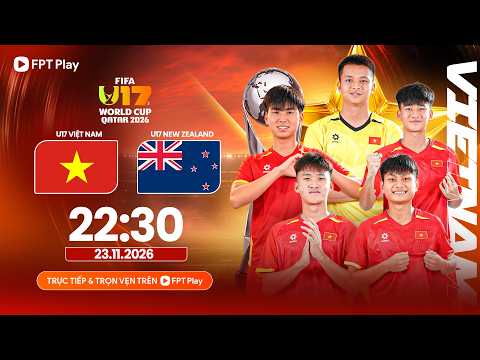 FPT Play
FIFA
U17
WORLD CUP
QATAR 2026
U17 VIỆT NAM
U17 NEW ZEALAND
22:30
23.11.2026
TRỰC TIẾP & TRỌN VẸN TRÊN FPT Play
VIETNAM